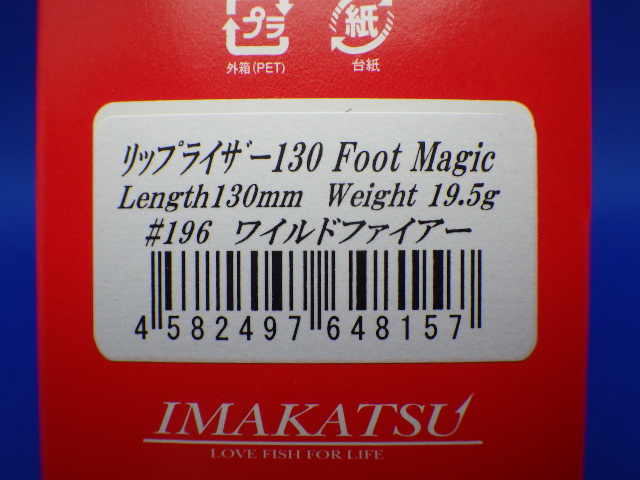 プラ 紙
外箱(PET) 台紙
リップライザー130 Foot Magic
Length130mm Weight 19.5g
#196 ワイルドファイアー
4 582497 648157
IMAKATSU
LOVE FISH FOR LIFE